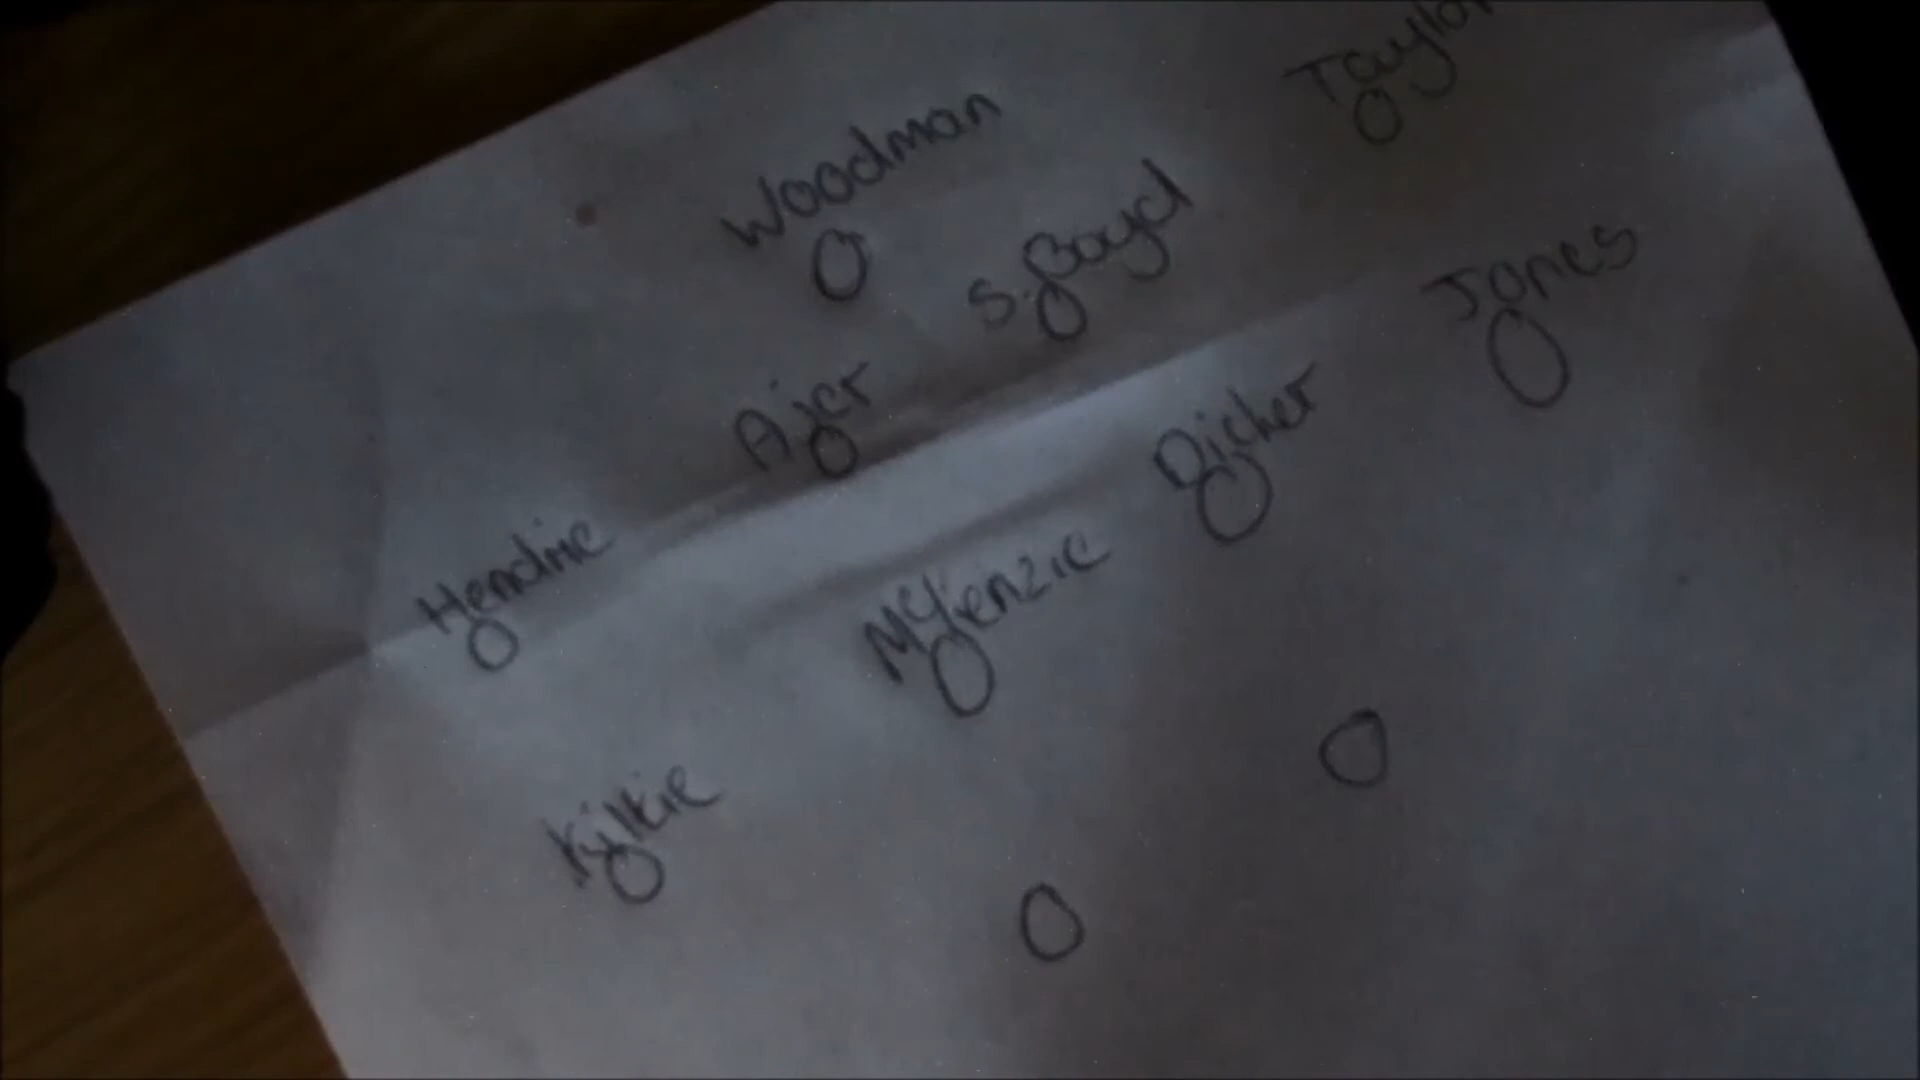 Woodman
Taylor
S. Boyd
Jones
Ajer
Dicker
Hendrie
McKenzie
Kiltie